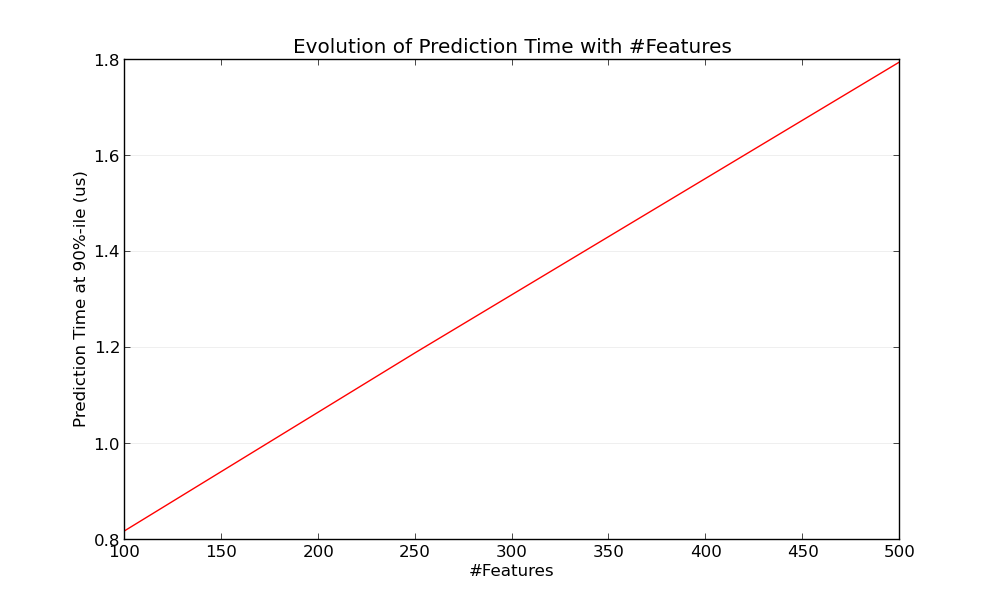 Evolution of Prediction Time with #Features
Prediction Time at 90%-ile (us)
1.8
1.6
1.4
1.2
1.0
0.8
100 150 200 250 300 350 400 450 500
#Features